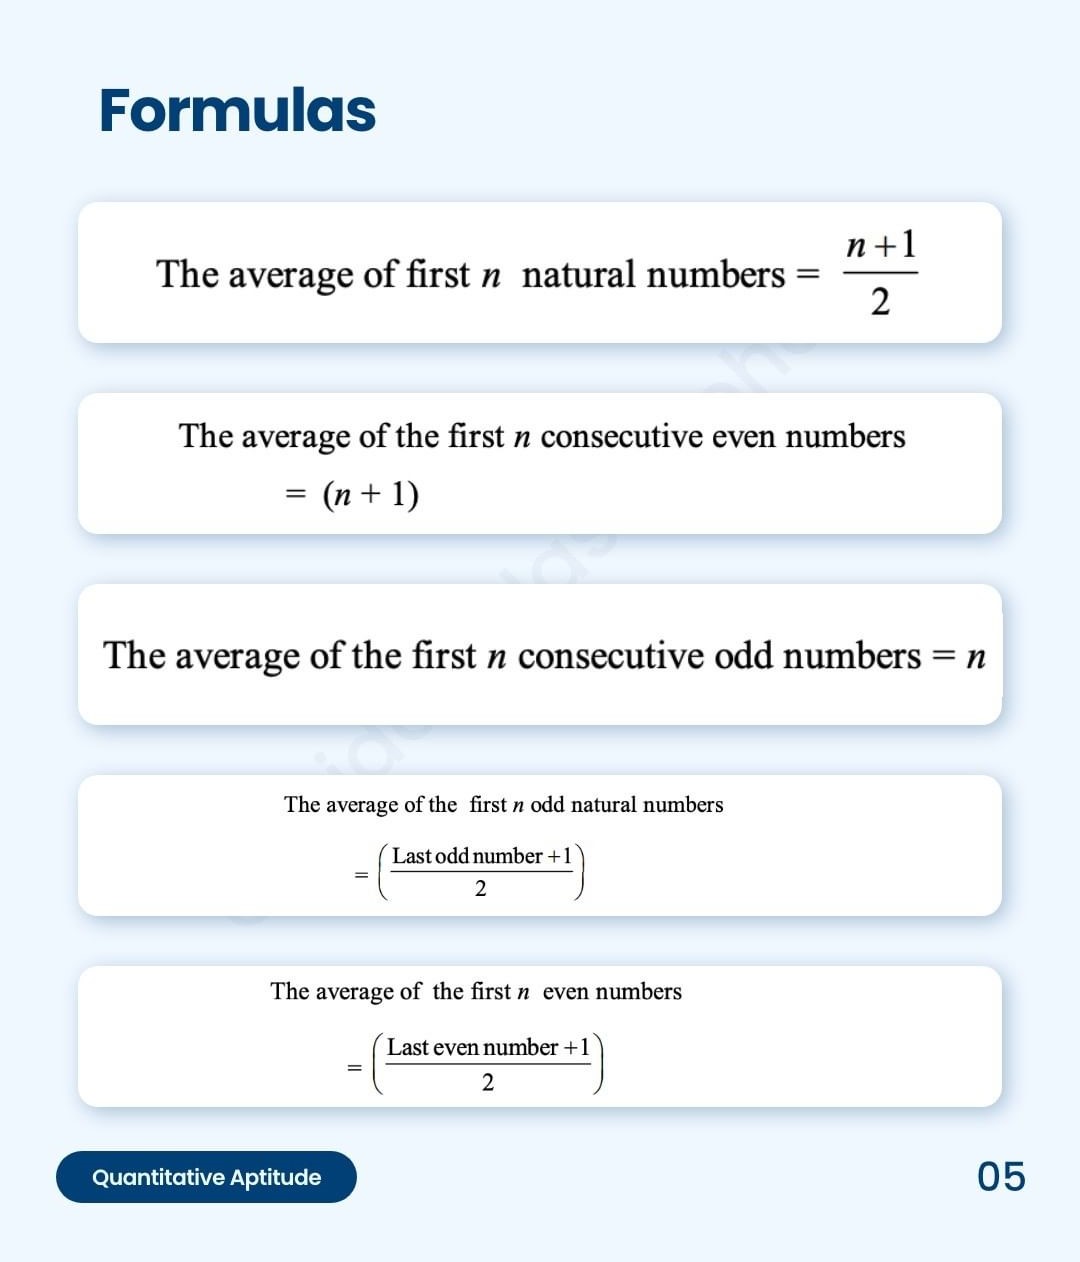 Formulas
The average of first n natural numbers = \frac{n+1}{2}
The average of the first n consecutive even numbers
= (n + 1)
The average of the first n consecutive odd numbers = n
The average of the first n odd natural numbers
= \left(\frac{Last odd number +1}{2}\right)
The average of the first n even numbers
= \left(\frac{Last even number +1}{2}\right)
Quantitative Aptitude
05